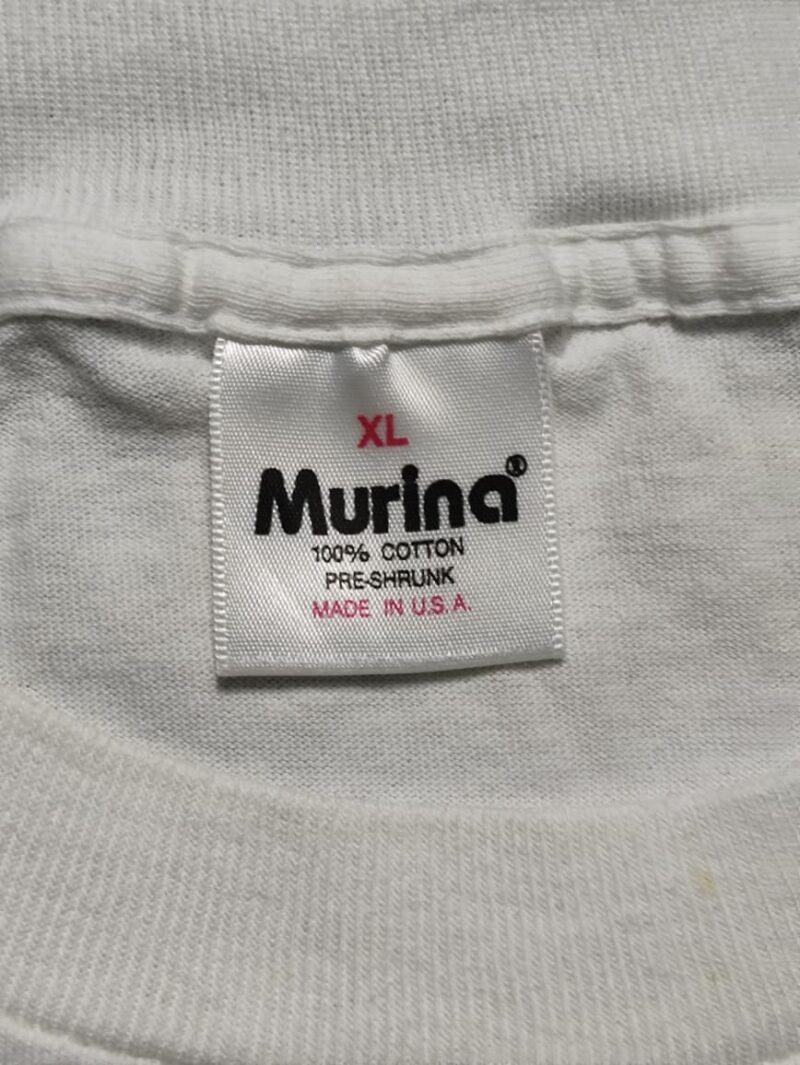 XL
Murina®
100% COTTON
PRE-SHRUNK
MADE IN U.S.A.